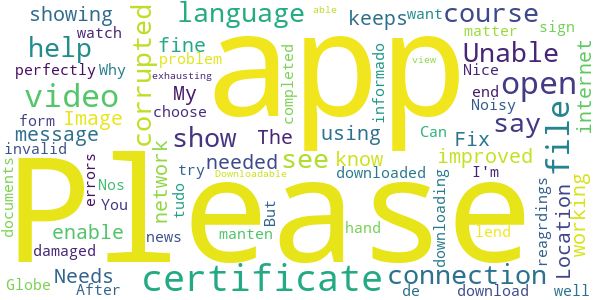 showing
watch
language
keeps
want
able
course
sign
matter
help
fine
app
Unable
perfectly
Why
problem
exhausting
view
Nice
end
open
internet
corrupted
video
My
choose
completed
informado
Noisy
Image
form
message
show
The
using
say
Can
Fix
file
invalid
network
needed
see
know
improved
working
Please
try
downloaded
I'm
documents
errors
Nos
Downloadable
You
tudo
But
hand
downloading
lend
reagrdings
Location
enable
damaged
news
manten
connection
Globe
Needs
After
certificate
de
download
well